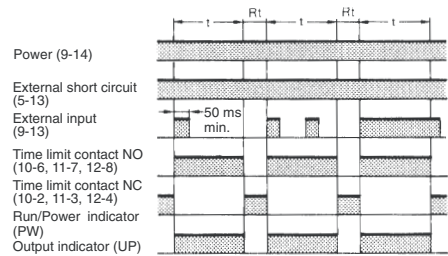 Rt Rt
t t t
Power (9-14)
External short circuit
(5-13)
External input
(9-13)
50 ms
min.
Time limit contact NO
(10-6, 11-7, 12-8)
Time limit contact NC
(10-2, 11-3, 12-4)
Run/Power indicator
(PW)
Output indicator (UP)